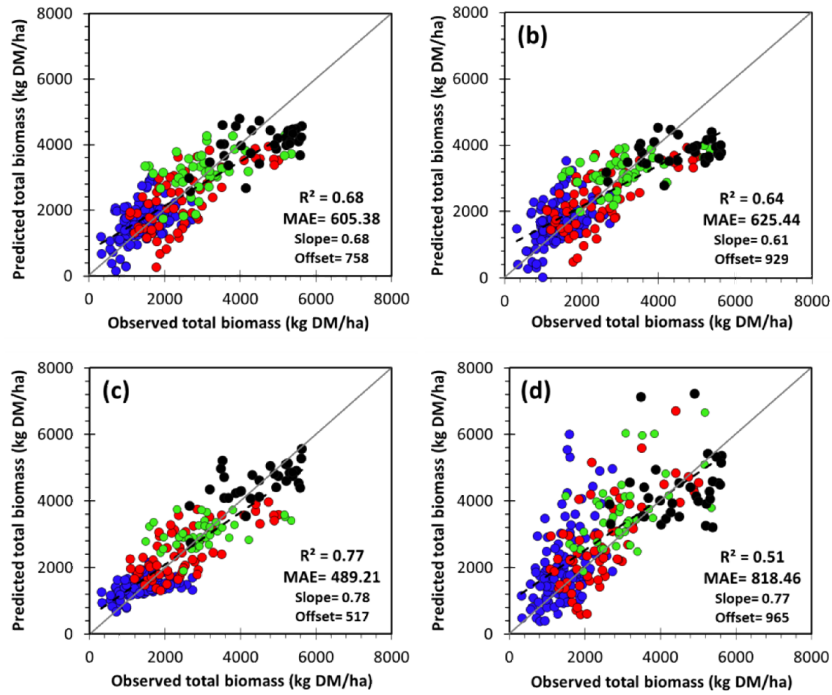 8000
6000
4000
2000
0
Predicted total biomass (kg DM/ha)
R² = 0.68
MAE= 605.38
Slope= 0.68
Offset= 758
0 2000 4000 6000 8000
Observed total biomass (kg DM/ha)
(b)
8000
6000
4000
2000
0
Predicted total biomass (kg DM/ha)
R² = 0.64
MAE= 625.44
Slope= 0.61
Offset= 929
0 2000 4000 6000 8000
Observed total biomass (kg DM/ha)
(c)
8000
6000
4000
2000
0
Predicted total biomass (kg DM/ha)
R² = 0.77
MAE= 489.21
Slope= 0.78
Offset= 517
0 2000 4000 6000 8000
Observed total biomass (kg DM/ha)
(d)
8000
6000
4000
2000
0
Predicted total biomass (kg DM/ha)
R² = 0.51
MAE= 818.46
Slope= 0.77
Offset= 965
0 2000 4000 6000 8000
Observed total biomass (kg DM/ha)